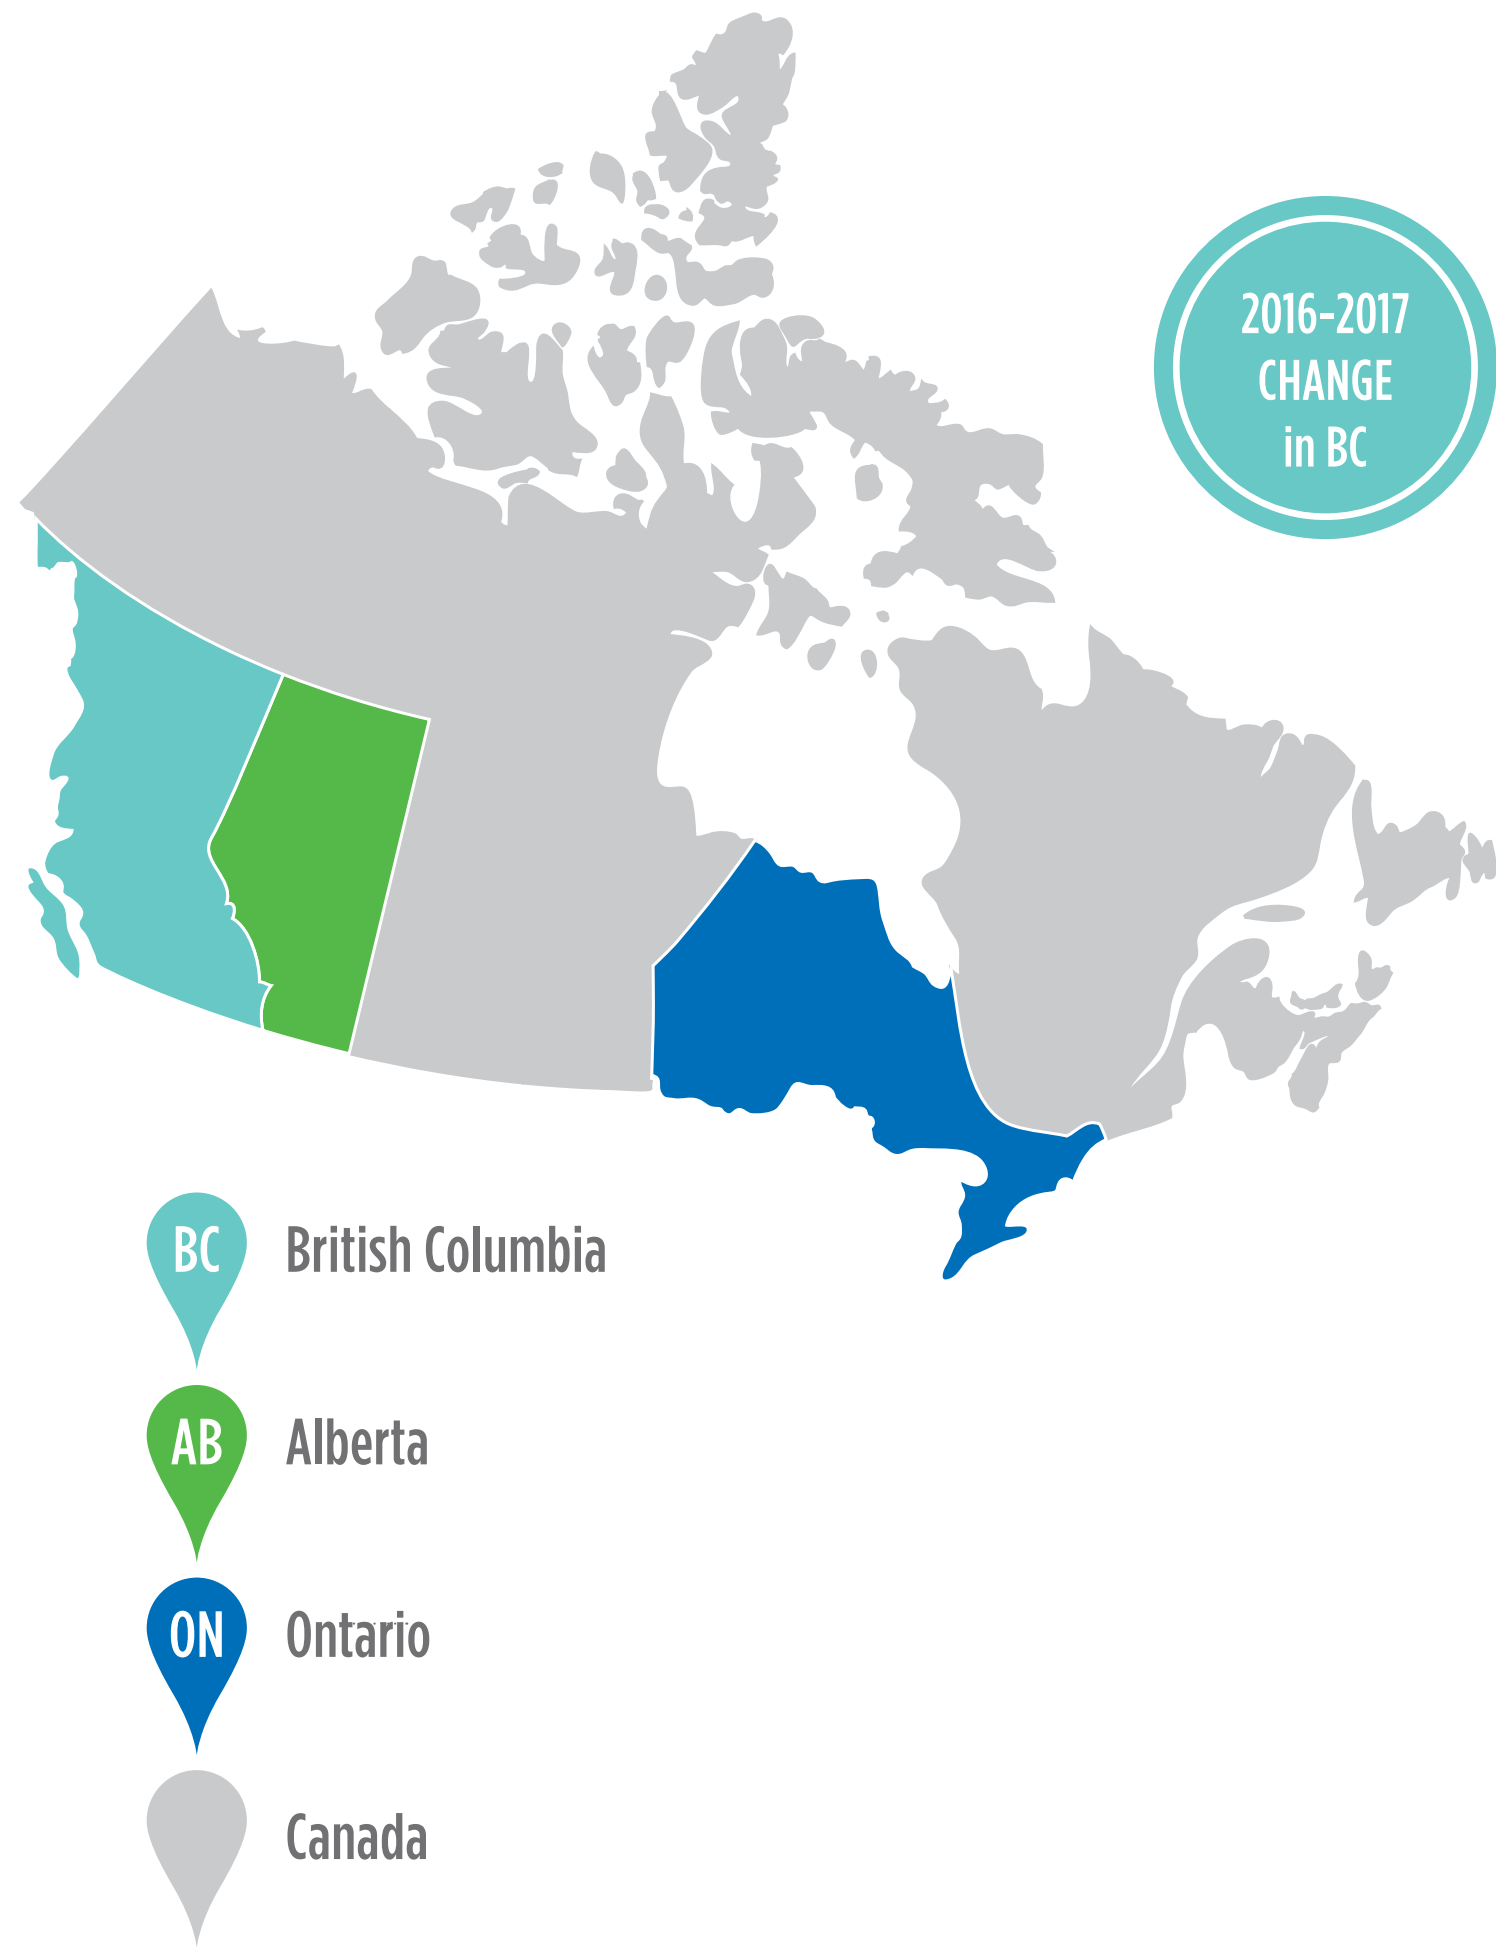 2016-2017
CHANGE
in BC
BC British Columbia
AB Alberta
ON Ontario
Canada